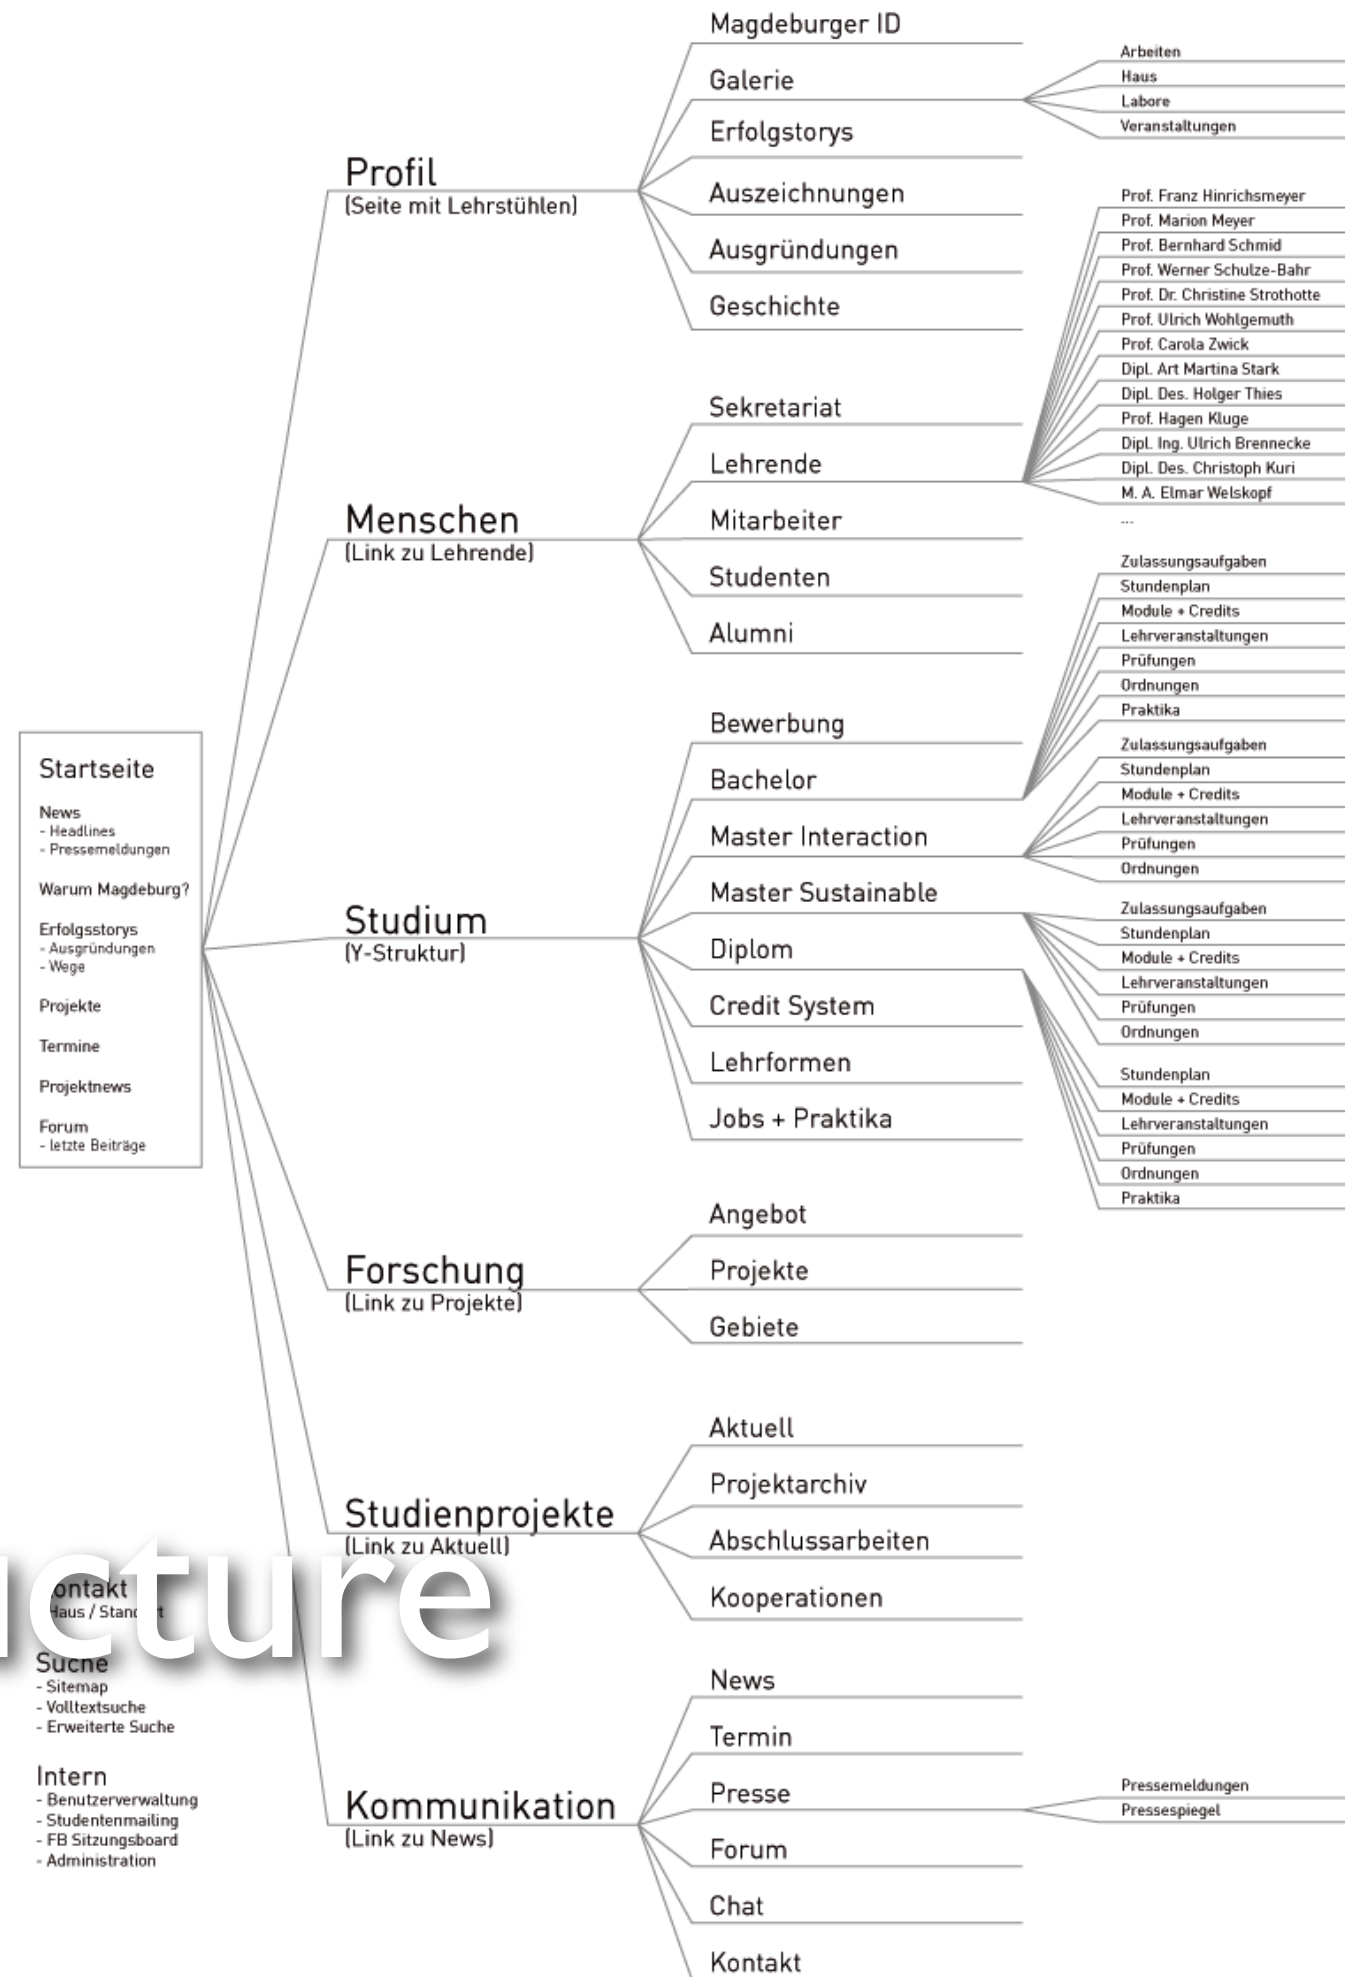 Startseite
News
- Headlines
- Pressemeldungen
Warum Magdeburg?
Erfolgsstorys
- Ausgründungen
- Wege
Projekte
Termine
Projektnews
Forum
- letzte Beiträge
Profil
(Seite mit Lehrstühlen)
Magdeburger ID
Galerie
Arbeiten
Haus
Labore
Veranstaltungen
Erfolgstorys
Auszeichnungen
Ausgründungen
Geschichte
Menschen
(Link zu Lehrende)
Sekretariat
Lehrende
Prof. Franz Hinrichsmeyer
Prof. Marion Meyer
Prof. Bernhard Schmid
Prof. Werner Schulze-Bahr
Prof. Dr. Christine Strothotte
Prof. Ulrich Wohlgemuth
Prof. Carola Zwick
Dipl. Art Martina Stark
Dipl. Des. Holger Thies
Prof. Hagen Kluge
Dipl. Ing. Ulrich Brennecke
Dipl. Des. Christoph Kuri
M. A. Elmar Welskopf
...
Mitarbeiter
Studenten
Alumni
Studium
(Y-Struktur)
Bewerbung
Bachelor
Zulassungsaufgaben
Stundenplan
Module + Credits
Lehrveranstaltungen
Prüfungen
Ordnungen
Praktika
Master Interaction
Zulassungsaufgaben
Stundenplan
Module + Credits
Lehrveranstaltungen
Prüfungen
Ordnungen
Master Sustainable
Zulassungsaufgaben
Stundenplan
Module + Credits
Lehrveranstaltungen
Prüfungen
Ordnungen
Diplom
Stundenplan
Module + Credits
Lehrveranstaltungen
Prüfungen
Ordnungen
Praktika
Credit System
Lehrformen
Jobs + Praktika
Forschung
(Link zu Projekte)
Angebot
Projekte
Gebiete
Studienprojekte
(Link zu Aktuell)
Aktuell
Projektarchiv
Abschlussarbeiten
Kooperationen
ucture
ontakt
Haus / Standort
Suche
- Sitemap
- Volltextsuche
- Erweiterte Suche
Intern
- Benutzerverwaltung
- Studentenmailing
- FB Sitzungsboard
- Administration
Kommunikation
(Link zu News)
News
Termin
Presse
Pressemeldungen
Pressespiegel
Forum
Chat
Kontakt